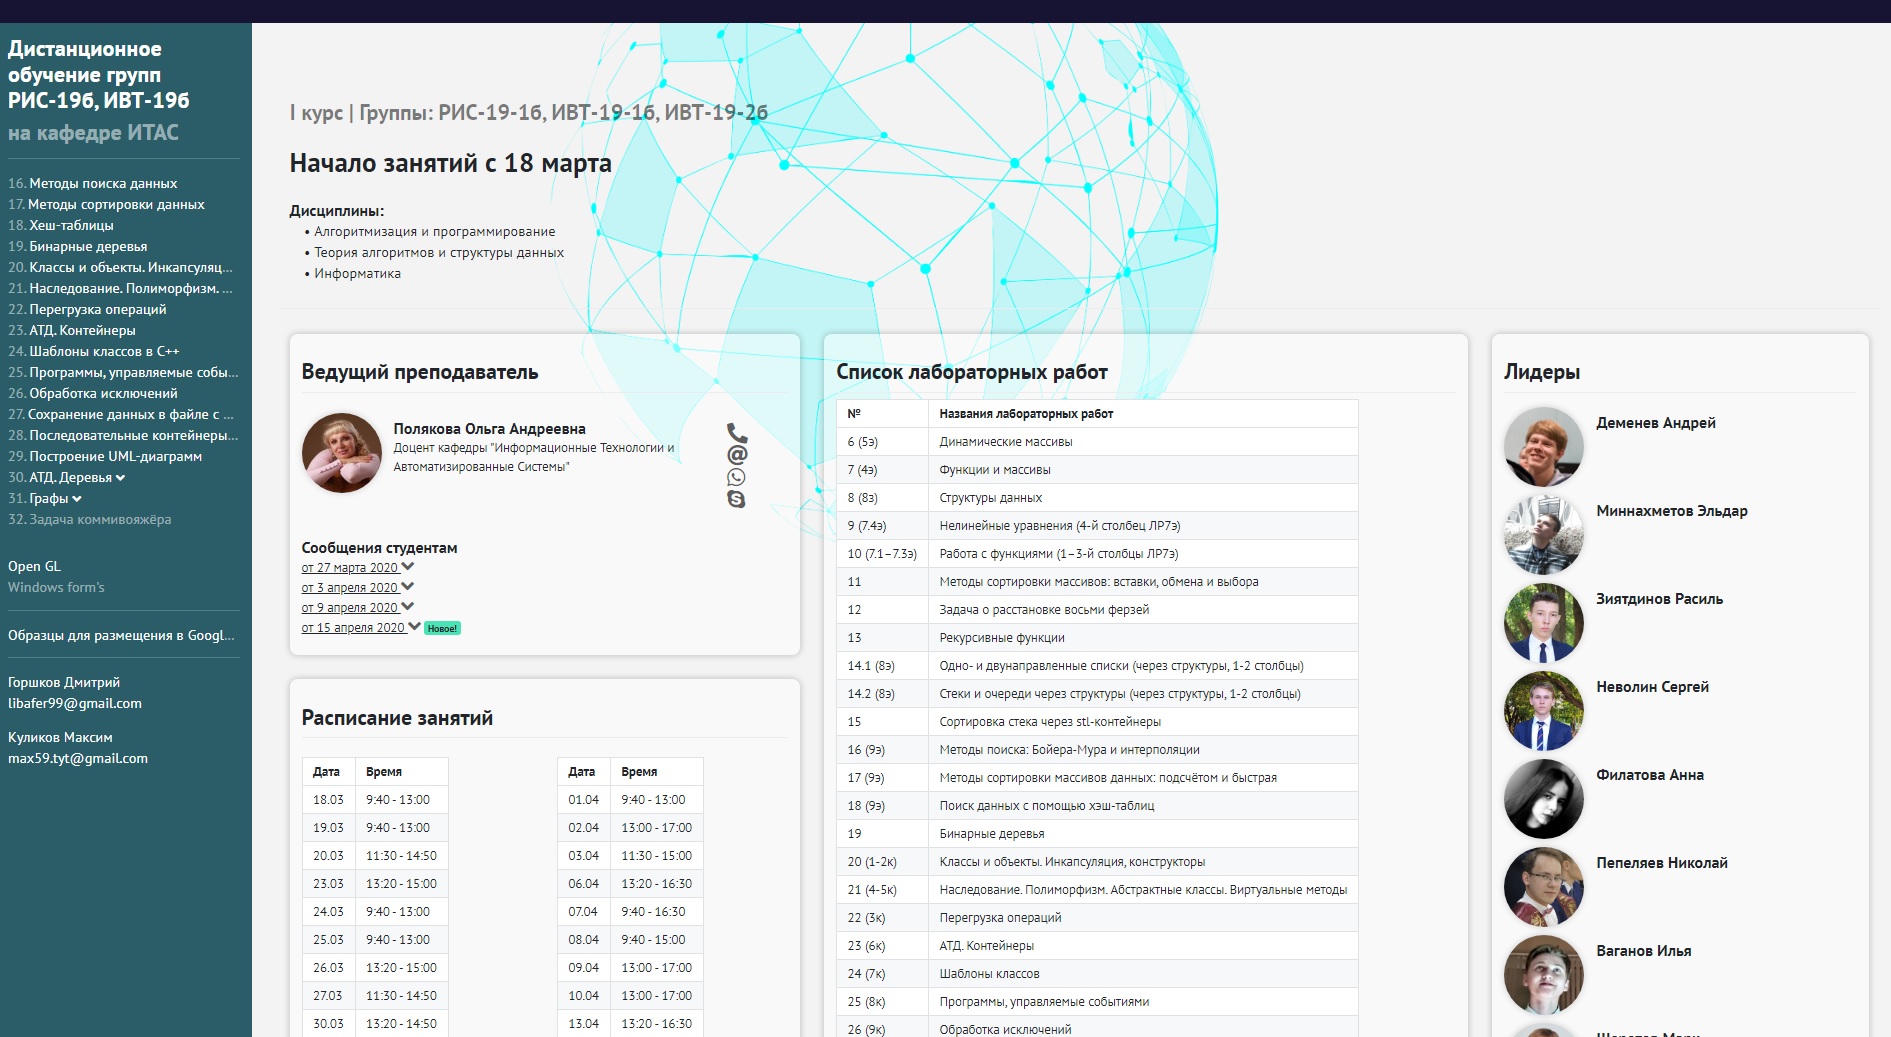 Дистанционное
обучение групп
РИС-19б, ИВТ-19б
на кафедре ИТАС
16. Методы поиска данных
17. Методы сортировки данных
18. Хеш-таблицы
19. Бинарные деревья
20. Классы и объекты. Инкапсуляц...
21. Наследование. Полиморфизм. ...
22. Перегрузка операций
23. АТД. Контейнеры
24. Шаблоны классов в С++
25. Программы, управляемые собы...
26. Обработка исключений
27. Сохранение данных в файле с ...
28. Последовательные контейнеры...
29. Построение UML-диаграмм
30. АТД. Деревья
31. Графы
32. Задача коммивояжёра
Open GL
Windows form's
Образцы для размещения в Googl...
Горшков Дмитрий
libafer99@gmail.com
Куликов Максим
max59.tyt@gmail.com
I курс | Группы: РИС-19-1б, ИВТ-19-1б, ИВТ-19-2б
Начало занятий с 18 марта
Дисциплины:
• Алгоритмизация и программирование
• Теория алгоритмов и структуры данных
• Информатика
Ведущий преподаватель
Полякова Ольга Андреевна
Доцент кафедры "Информационные Технологии и
Автоматизированные Системы"
Сообщения студентам
от 27 марта 2020
от 3 апреля 2020
от 9 апреля 2020
от 15 апреля 2020 Новое!
Расписание занятий
Дата Время
18.03 9:40 - 13:00
19.03 9:40 - 13:00
20.03 11:30 - 14:50
23.03 13:20 - 15:00
24.03 9:40 - 13:00
25.03 9:40 - 13:00
26.03 13:20 - 15:00
27.03 11:30 - 14:50
30.03 13:20 - 14:50
Дата Время
01.04 9:40 - 13:00
02.04 13:00 - 17:00
03.04 11:30 - 15:00
06.04 13:20 - 16:30
07.04 9:40 - 16:30
08.04 9:40 - 15:00
09.04 13:00 - 17:00
10.04 13:00 - 17:00
13.04 13:20 - 16:30
Список лабораторных работ
№ Названия лабораторных работ
6 (5э) Динамические массивы
7 (4э) Функции и массивы
8 (8э) Структуры данных
9 (7.4э) Нелинейные уравнения (4-й столбец ЛР7э)
10 (7.1–7.3э) Работа с функциями (1–3-й столбцы ЛР7э)
11 Методы сортировки массивов: вставки, обмена и выбора
12 Задача о расстановке восьми ферзей
13 Рекурсивные функции
14.1 (8э) Одно- и двунаправленные списки (через структуры, 1-2 столбцы)
14.2 (8э) Стеки и очереди через структуры (через структуры, 1-2 столбцы)
15 Сортировка стека через stl-контейнеры
16 (9э) Методы поиска: Бойера-Мура и интерполяции
17 (9э) Методы сортировки массивов данных: подсчётом и быстрая
18 (9э) Поиск данных с помощью хэш-таблиц
19 Бинарные деревья
20 (1-2к) Классы и объекты. Инкапсуляция, конструкторы
21 (4-5к) Наследование. Полиморфизм. Абстрактные классы. Виртуальные методы
22 (3к) Перегрузка операций
23 (6к) АТД. Контейнеры
24 (7к) Шаблоны классов
25 (8к) Программы, управляемые событиями
26 (9к) Обработка исключений
Лидеры
Деменев Андрей
Миннахметов Эльдар
Зиятдинов Расиль
Неволин Сергей
Филатова Анна
Пепеляев Николай
Ваганов Илья